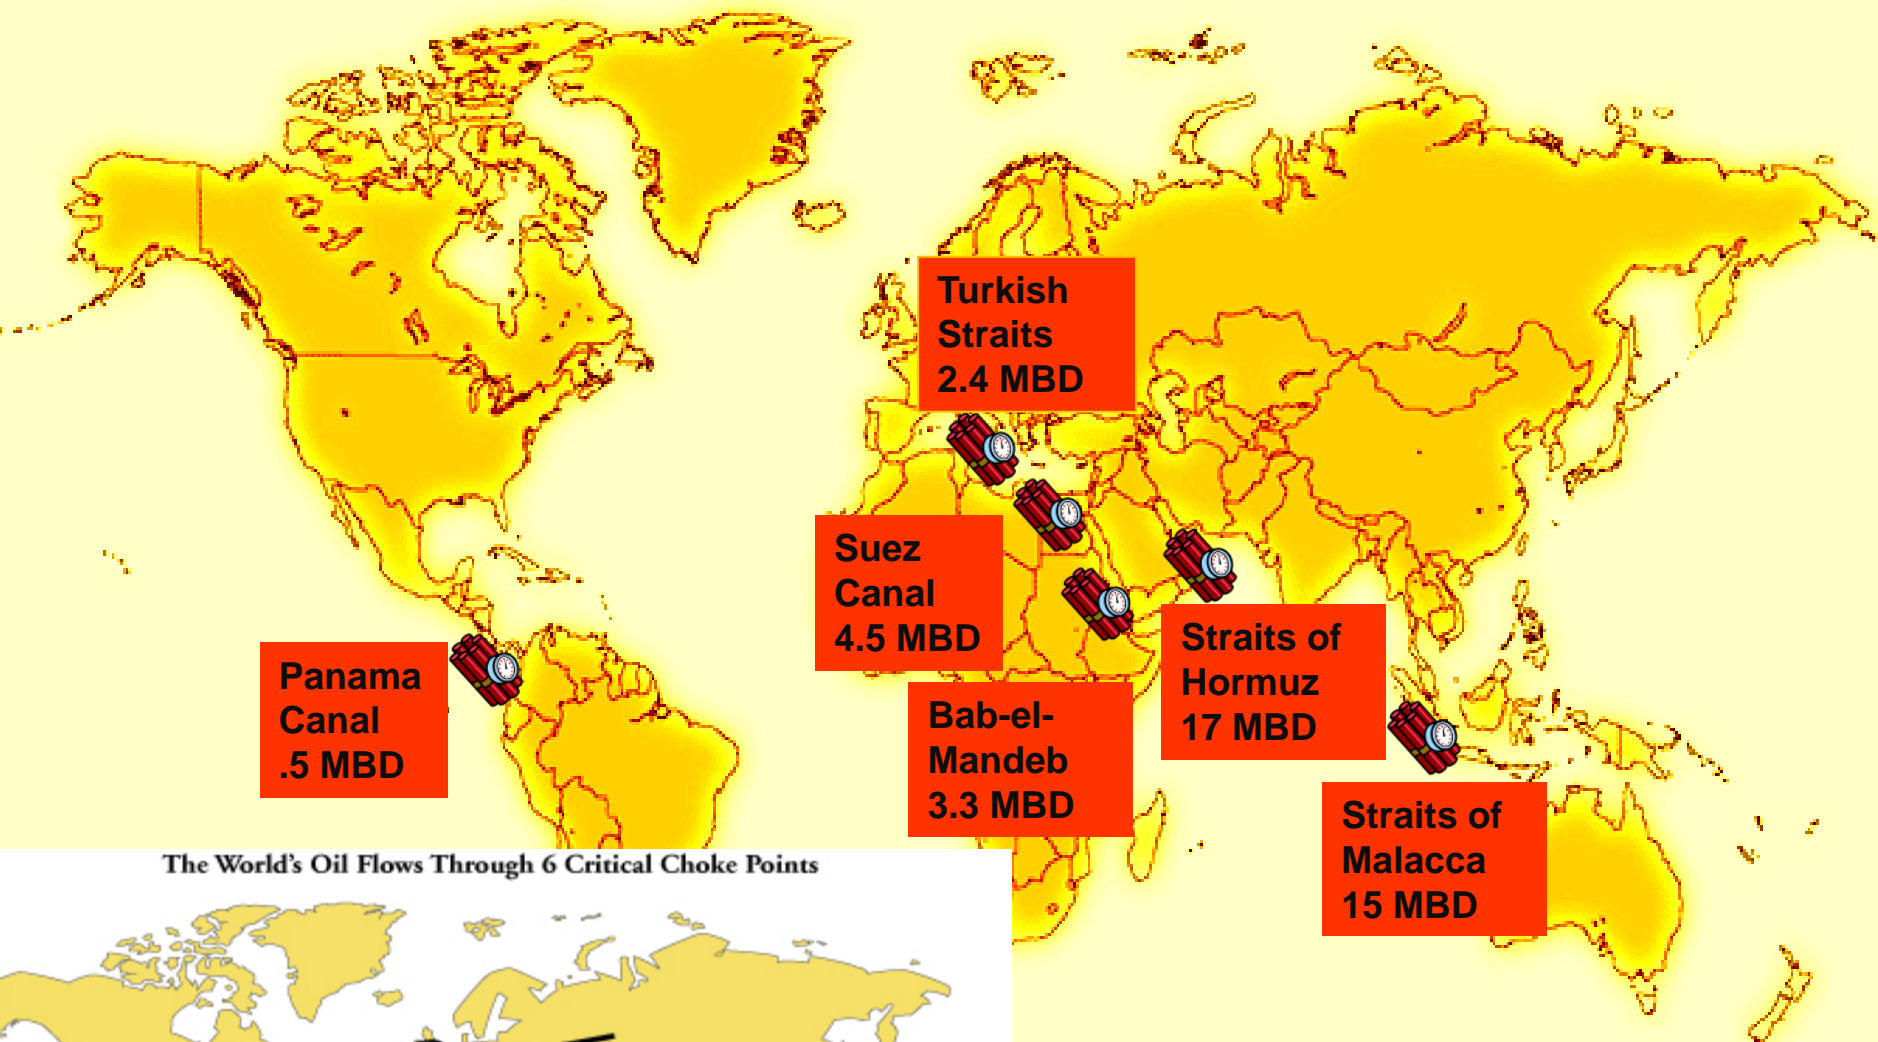 Turkish
Straits
2.4 MBD
Suez
Canal
4.5 MBD
Straits of
Hormuz
17 MBD
Panama
Canal
.5 MBD
Bab-el-
Mandeb
3.3 MBD
Straits of
Malacca
15 MBD
The World's Oil Flows Through 6 Critical Choke Points